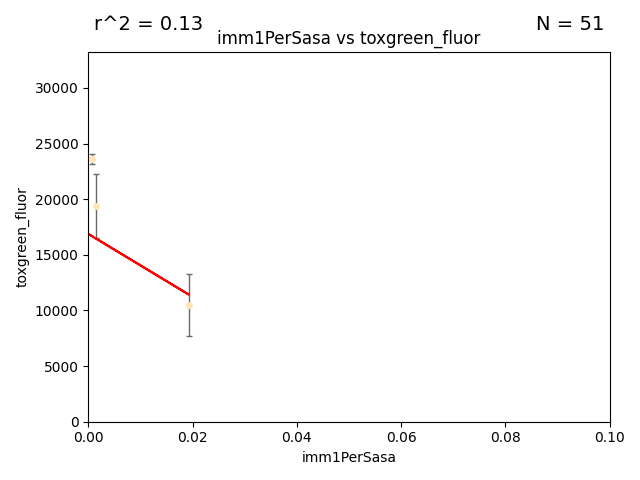 r^2 = 0.13
N = 51
imm1PerSasa vs toxgreen_fluor
toxgreen_fluor
30000
25000
20000
15000
10000
5000
0
0.00
0.02
0.04
0.06
0.08
0.10
imm1PerSasa